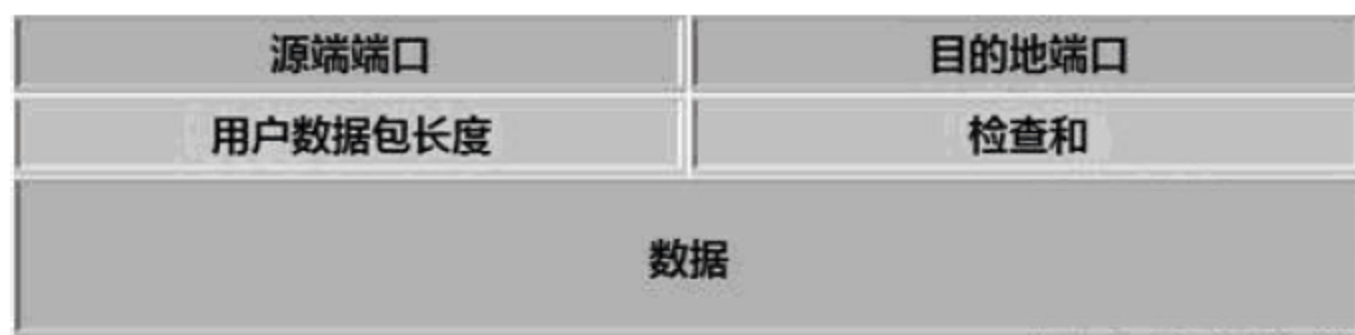 源端端口 目的地端口
用户数据包长度 检查和
数据